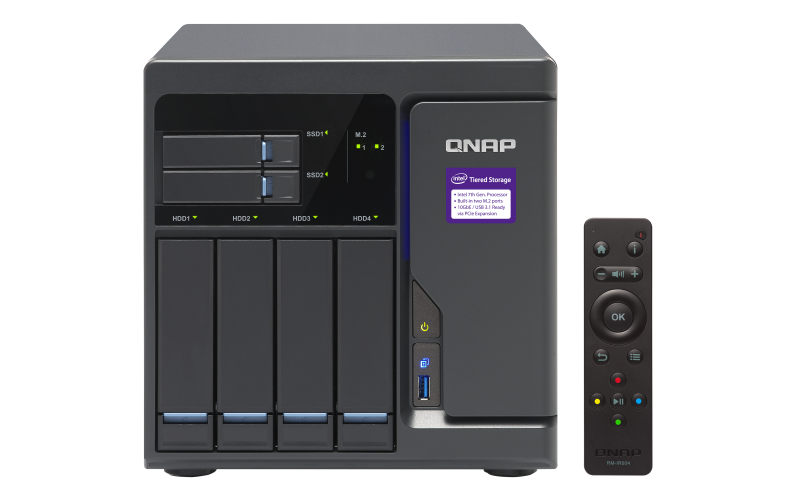 SSD1
M.2
1 2
SSD2
HDD1 HDD2 HDD3 HDD4
QNAP
intel Tiered Storage
• Intel 7th Gen. Processor
• Built-in two M.2 ports
• 10GbE / USB 3.1 Ready
via PCIe Expansion
i
OK
QNAP